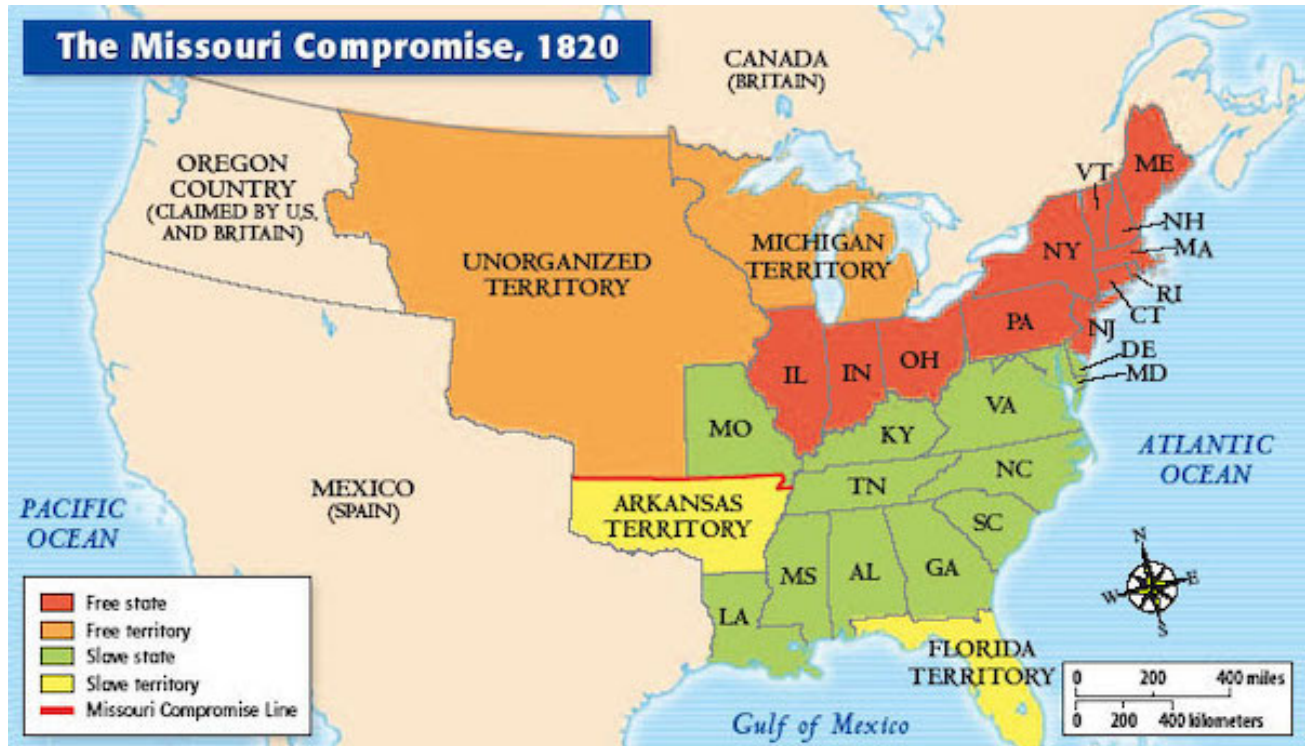 The Missouri Compromise, 1820
CANADA
(BRITAIN)
OREGON
COUNTRY
(CLAIMED BY U.S.
AND BRITAIN)
UNORGANIZED
TERRITORY
MICHIGAN
TERRITORY
VT
ME
NH
MA
NY
RI
CT
PA
NJ
DE
MD
IL
IN
OH
MO
KY
VA
ATLANTIC
OCEAN
MEXICO
(SPAIN)
PACIFIC
OCEAN
ARKANSAS
TERRITORY
TN
NC
SC
MS
AL
GA
LA
FLORIDA
TERRITORY
Gulf of Mexico
N
E
W
S
Free state
Free territory
Slave state
Slave territory
Missouri Compromise Line
0 200 400 miles
0 200 400 kilometers